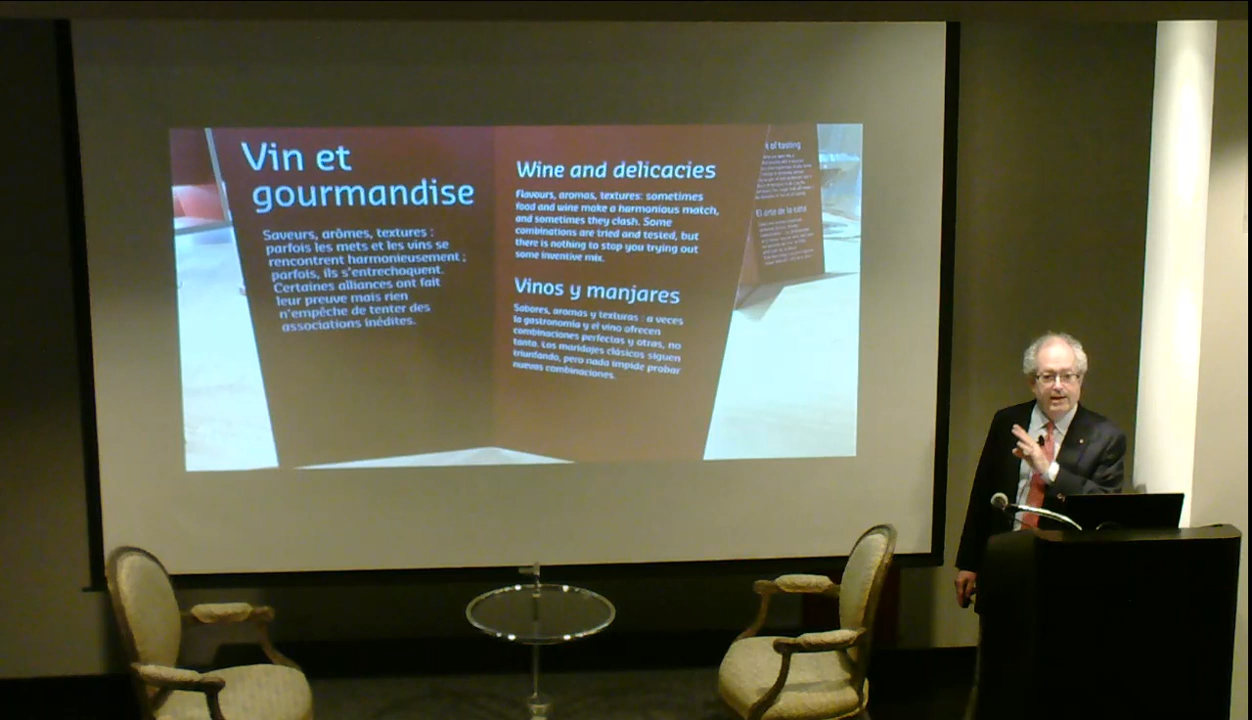 Vin et
gourmandise
Saveurs, arômes, textures :
parfois les mets et les vins se
rencontrent harmonieusement ;
parfois, ils s'entrechoquent.
Certaines alliances ont fait
leur preuve mais rien
n'empêche de tenter des
associations inédites.
Wine and delicacies
Flavours, aromas, textures: sometimes
food and wine make a harmonious match,
and sometimes they clash. Some
combinations are tried and tested, but
there is nothing to stop you trying out
some inventive mix.
Vinos y manjares
Sabores, aromas y texturas : a veces
la gastronomía y el vino ofrecen
combinaciones perfectas y otras, no
tanto. Los maridajes clásicos siguen
triunfando, pero nada impide probar
nuevas combinaciones.
of tasting
El arte de la cata